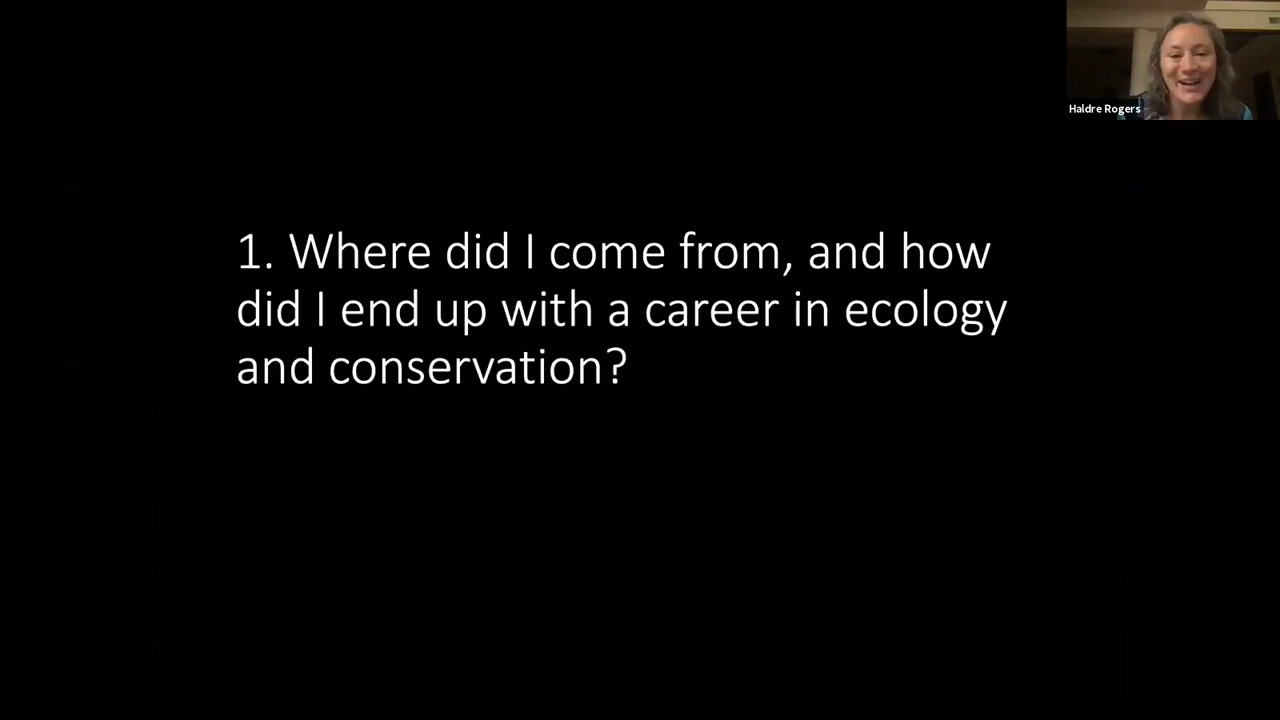 Haldre Rogers
1. Where did I come from, and how
did I end up with a career in ecology
and conservation?